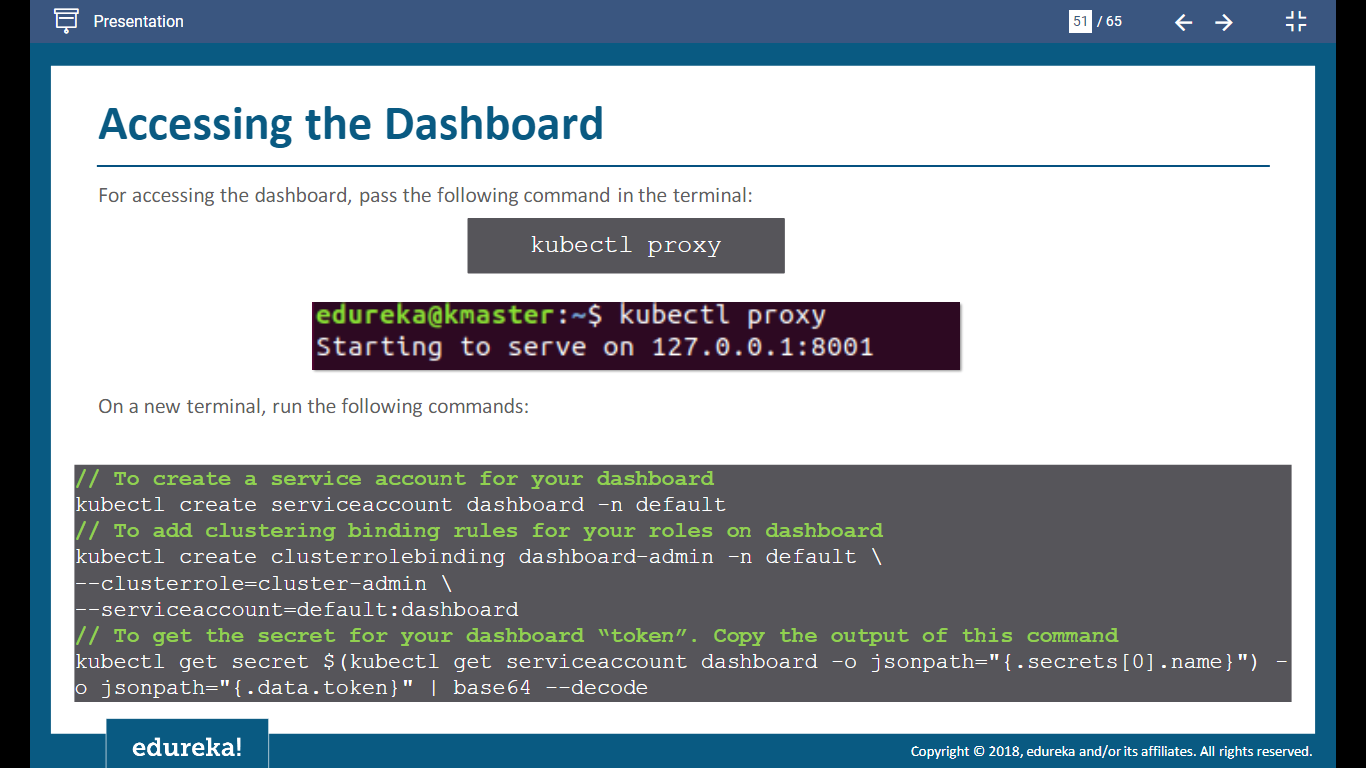 Presentation
51 / 65
Accessing the Dashboard
For accessing the dashboard, pass the following command in the terminal:
kubectl proxy
edureka@kmaster:~$ kubectl proxy
Starting to serve on 127.0.0.1:8001
On a new terminal, run the following commands:
// To create a service account for your dashboard
kubectl create serviceaccount dashboard -n default
// To add clustering binding rules for your roles on dashboard
kubectl create clusterrolebinding dashboard-admin -n default \
--clusterrole=cluster-admin \
--serviceaccount=default:dashboard
// To get the secret for your dashboard “token”. Copy the output of this command
kubectl get secret $(kubectl get serviceaccount dashboard -o jsonpath="{.secrets[0].name}") -
o jsonpath="{.data.token}" | base64 --decode
edureka!
Copyright © 2018, edureka and/or its affiliates. All rights reserved.